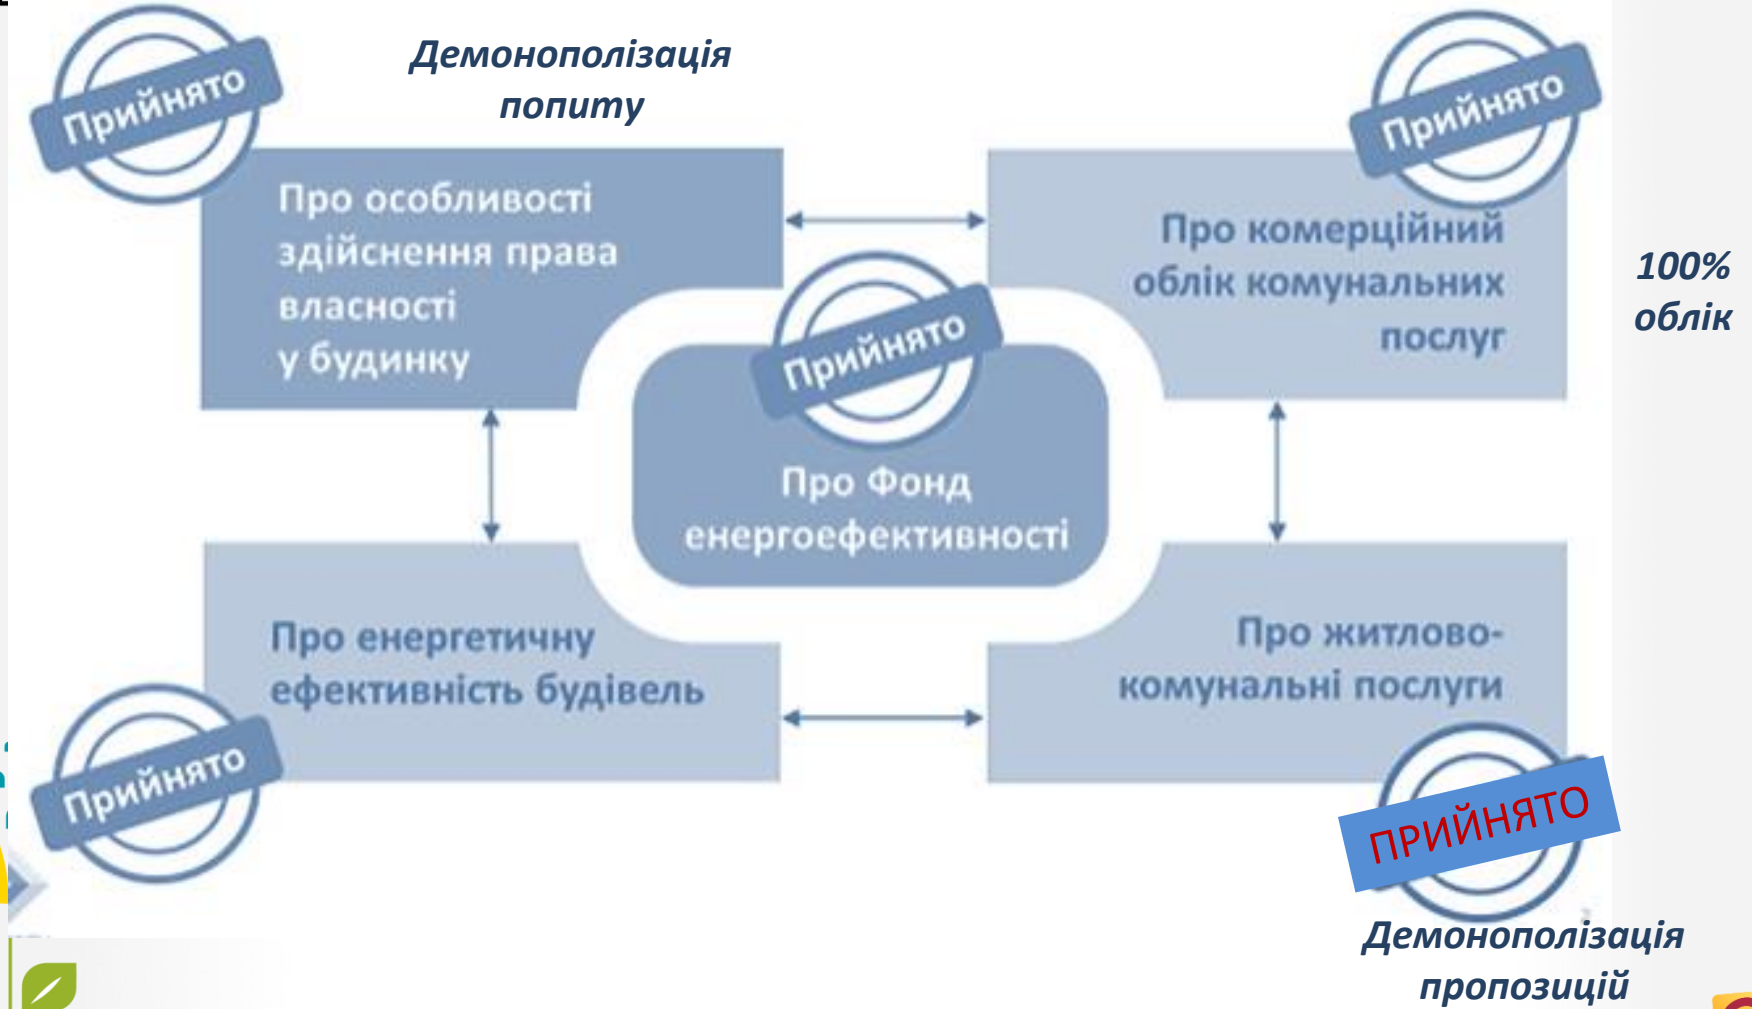 Демонополізація
попиту
Прийнято
Про особливості
здійснення права
власності
у будинку
Прийнято
Про комерційний
облік комунальних
послуг
100%
облік
Прийнято
Про Фонд
енергоефективності
Про енергетичну
ефективність будівель
Прийнято
Про житлово-
комунальні послуги
ПРИЙНЯТО
Демонополізація
пропозицій